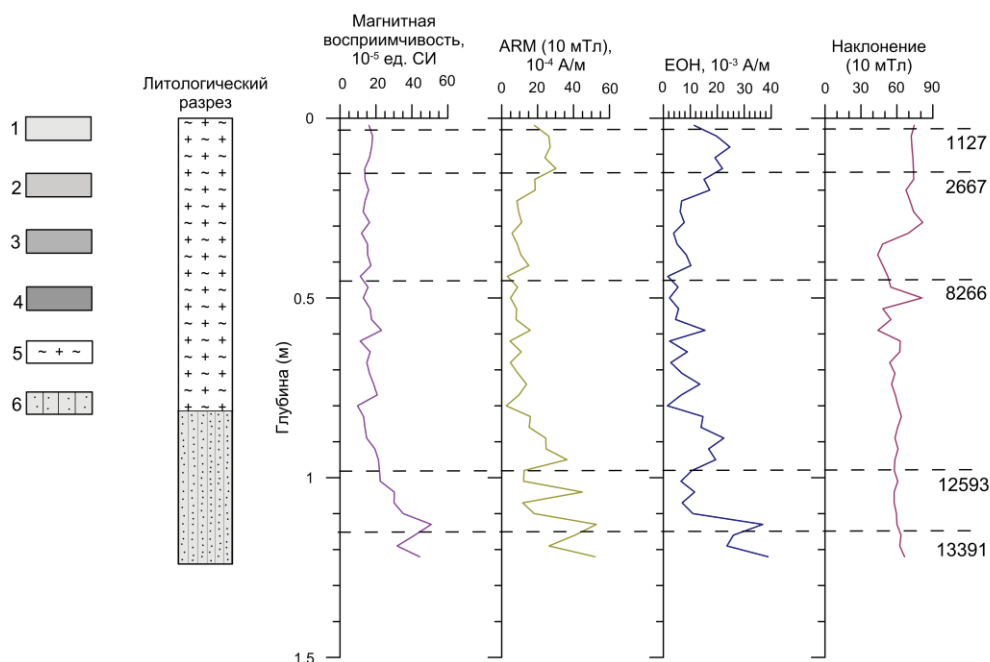 Магнитная
восприимчивость,
10⁻⁵ ед. СИ
0 20 40 60
ARM (10 мТл),
10⁻⁴ А/м
0 20 40 60
ЕОН, 10⁻³ А/м
0 10 20 30 40
Наклонение
(10 мТл)
0 30 60 90
Литологический
разрез
1
2
3
4
5 ~ + ~
6
Глубина (м)
0
0.5
1
1.5
1127
2667
8266
12593
13391